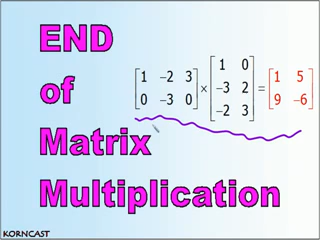 END
of
Matrix
Multiplication
[1 -2 3
0 -3 0] × [1 0
-3 2
-2 3] = [1 5
9 -6]
KORNCAST